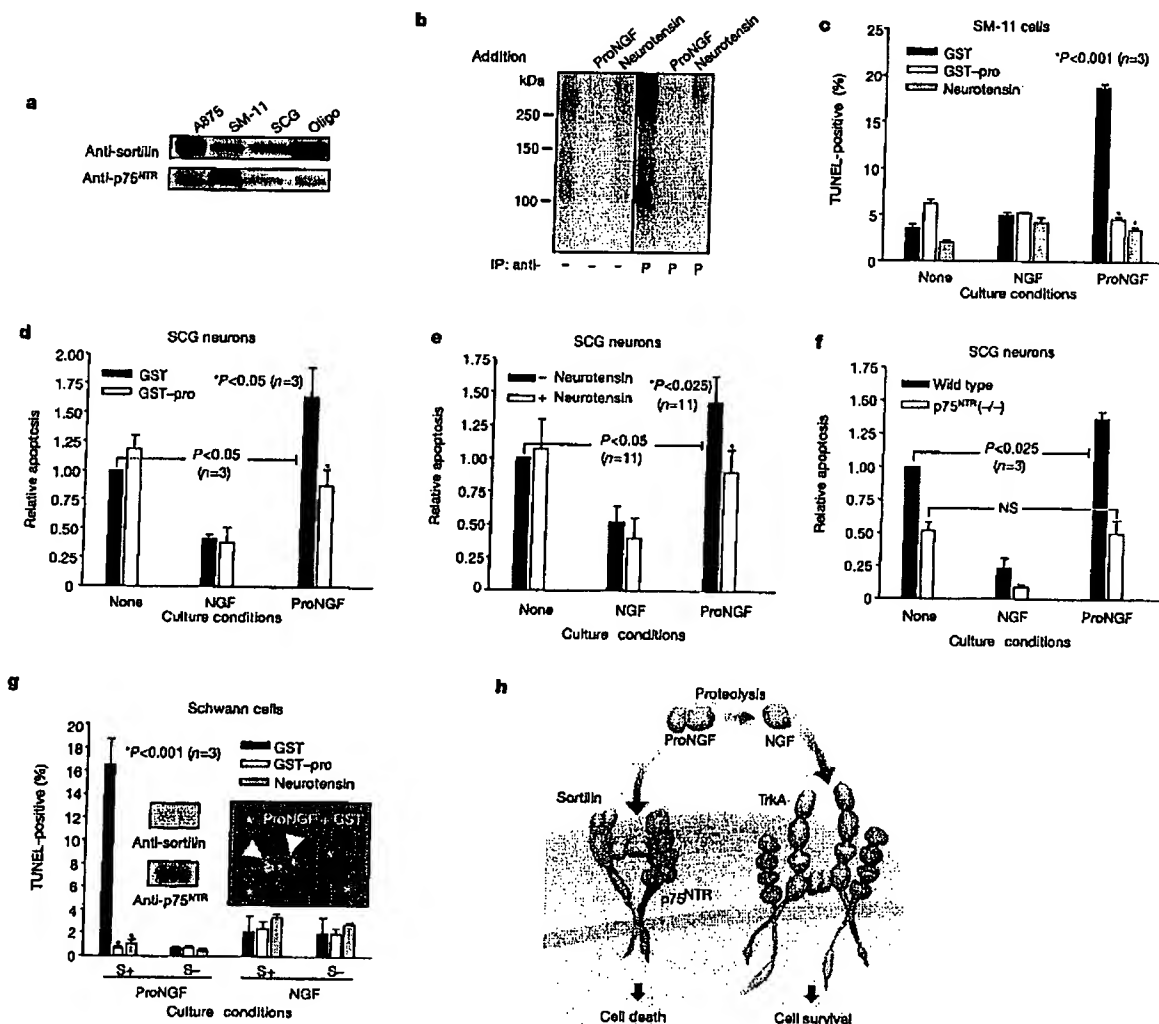 a
A875 SM-11 SCG Oligo
Anti-sortilin
Anti-p75NTR
b
Addition ProNGF Neurotensin ProNGF Neurotensin
kDa
250
150
100
IP: anti- – – – P P P
c
SM-11 cells
GST
GST-pro
Neurotensin
*P<0.001 (n=3)
TUNEL-positive (%)
25
20
15
10
5
0
None NGF ProNGF
Culture conditions
d
SCG neurons
GST
GST-pro
*P<0.05 (n=3)
P<0.05
(n=3)
Relative apoptosis
2.00
1.75
1.50
1.25
1.00
0.75
0.50
0.25
0
None NGF ProNGF
Culture conditions
e
SCG neurons
– Neurotensin
+ Neurotensin
*P<0.025)
(n=11)
P<0.05
(n=11)
Relative apoptosis
1.75
1.50
1.25
1.00
0.75
0.50
0.25
0
None NGF ProNGF
Culture conditions
f
SCG neurons
Wild type
p75NTR(-/-)
P<0.025
(n=3)
NS
Relative apoptosis
1.75
1.50
1.25
1.00
0.75
0.50
0.25
0
None NGF ProNGF
Culture conditions
g
Schwann cells
*P<0.001 (n=3)
GST
GST-pro
Neurotensin
ProNGF + GST
Anti-sortilin
Anti-p75NTR
TUNEL-positive (%)
20
18
16
14
12
10
8
6
4
2
0
S+ S– S+ S–
ProNGF NGF
Culture conditions
h
Proteolysis
ProNGF NGF
Sortilin TrkA
p75NTR
Cell death Cell survival